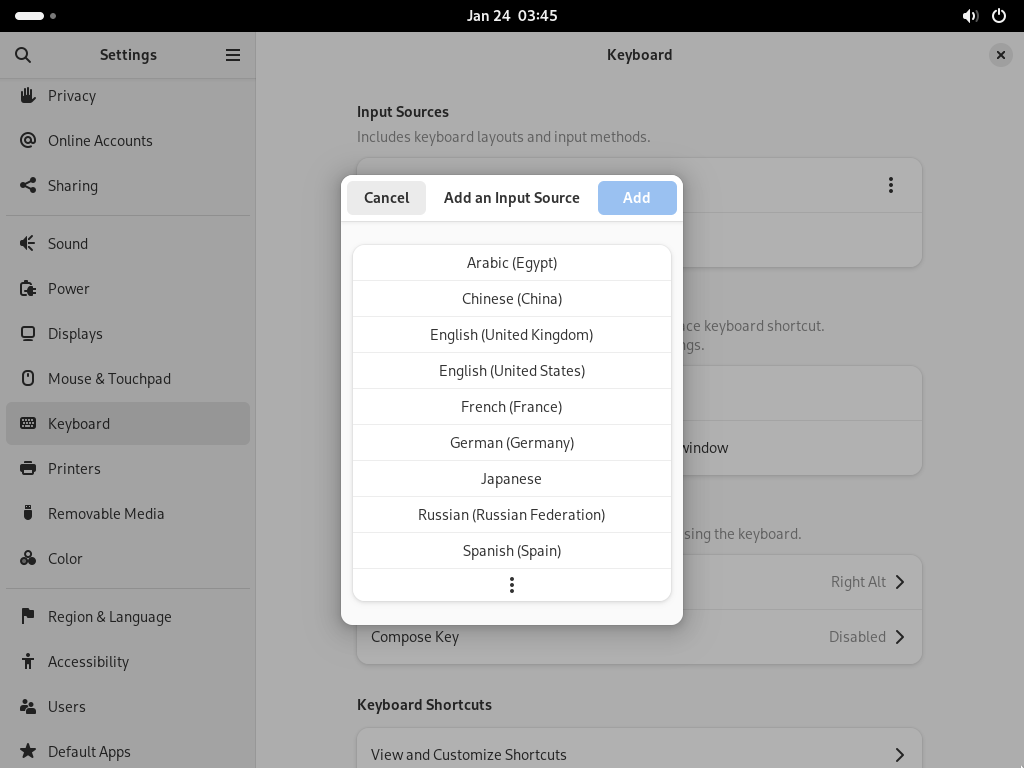 Jan 24 03:45
Settings
Keyboard
Privacy
Online Accounts
Sharing
Sound
Power
Displays
Mouse & Touchpad
Keyboard
Printers
Removable Media
Color
Region & Language
Accessibility
Users
Default Apps
Input Sources
Includes keyboard layouts and input methods.
Cancel
Add an Input Source
Add
Arabic (Egypt)
Chinese (China)
English (United Kingdom)
English (United States)
French (France)
German (Germany)
Japanese
Russian (Russian Federation)
Spanish (Spain)
keyboard shortcut.
window
the keyboard.
Right Alt
Compose Key
Disabled
Keyboard Shortcuts
View and Customize Shortcuts